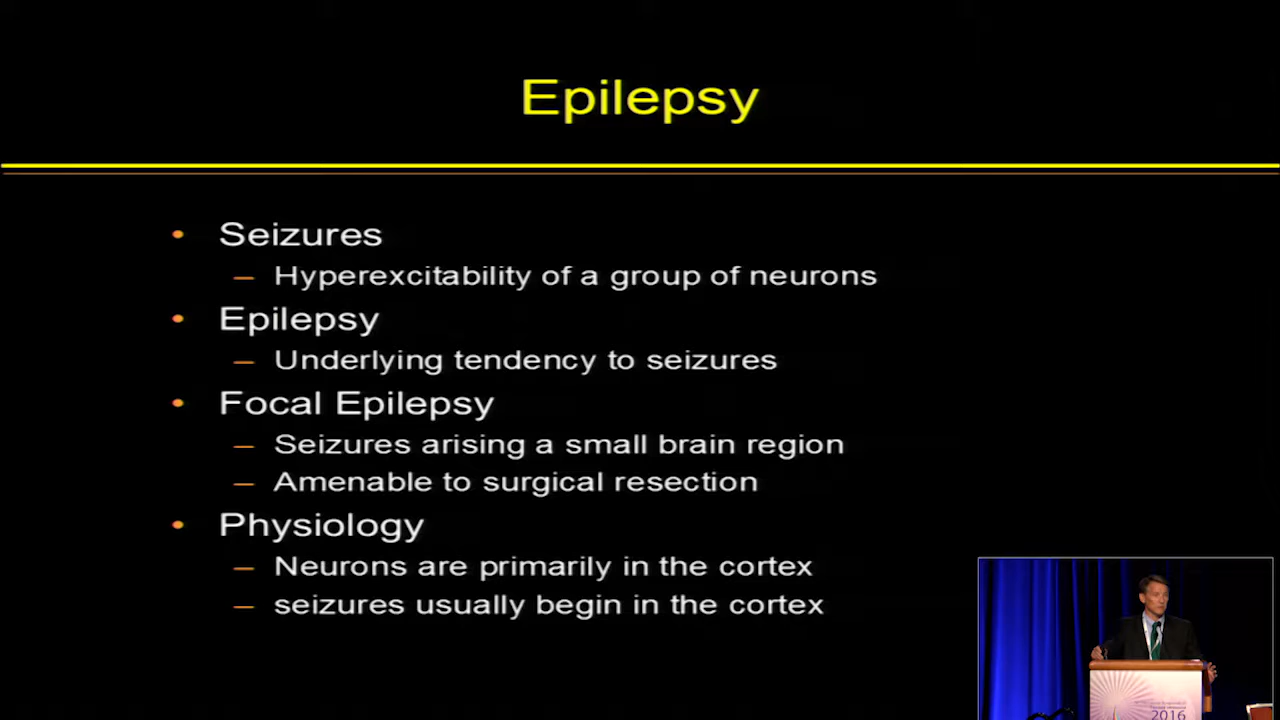 Epilepsy
• Seizures
– Hyperexcitability of a group of neurons
• Epilepsy
– Underlying tendency to seizures
• Focal Epilepsy
– Seizures arising a small brain region
– Amenable to surgical resection
• Physiology
– Neurons are primarily in the cortex
– seizures usually begin in the cortex
2016